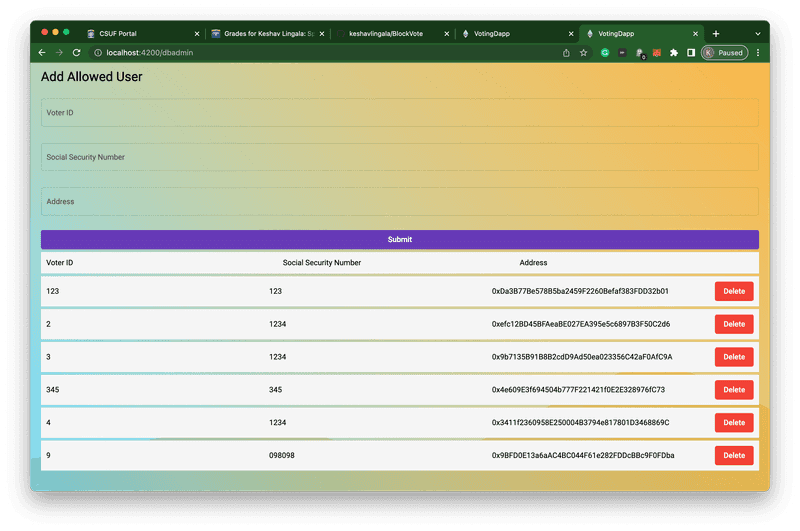 CSUF Portal
Grades for Keshav Lingala: Sp
keshavlingala/BlockVote
VotingDapp
VotingDapp
localhost:4200/dbadmin
K Paused
Add Allowed User
Voter ID
Social Security Number
Address
Submit
Voter ID Social Security Number Address
123 123 0xDa3B77Be578B5ba2459F2260Befaf383FDD32b01 Delete
2 1234 0xefc12BD45BFAeaBE027EA395e5c6897B3F50C2d6 Delete
3 1234 0x9b7135B91B8B2cdD9Ad50ea023356C42aF0AfC9A Delete
345 345 0x4e609E3f694504b777F221421f0E2E328976fC73 Delete
4 1234 0x3411f2360958E250004B3794e817801D3468869C Delete
9 098098 0x9BFD0E13a6aAC4BC044F61e282FDDcBBc9F0FDba Delete